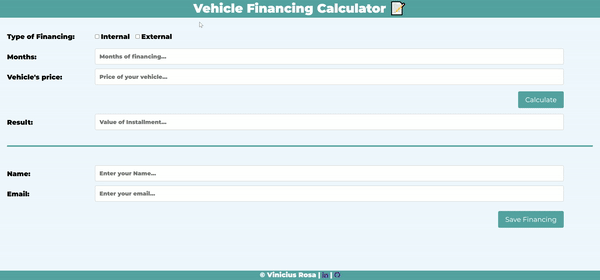 Vehicle Financing Calculator
Type of Financing: Internal External
Months: Months of financing...
Vehicle's price: Price of your vehicle...
Calculate
Result: Value of Installment...
Name: Enter your Name...
Email: Enter your email...
Save Financing
© Vinicius Rosa | in |